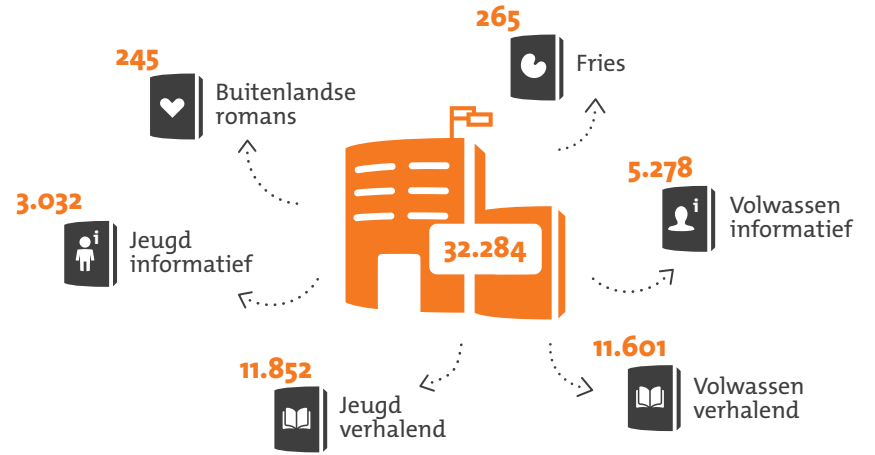 265
Fries
245
Buitenlandse
romans
5.278
Volwassen
informatief
3.032
Jeugd
informatief
32.284
11.852
Jeugd
verhalend
11.601
Volwassen
verhalend